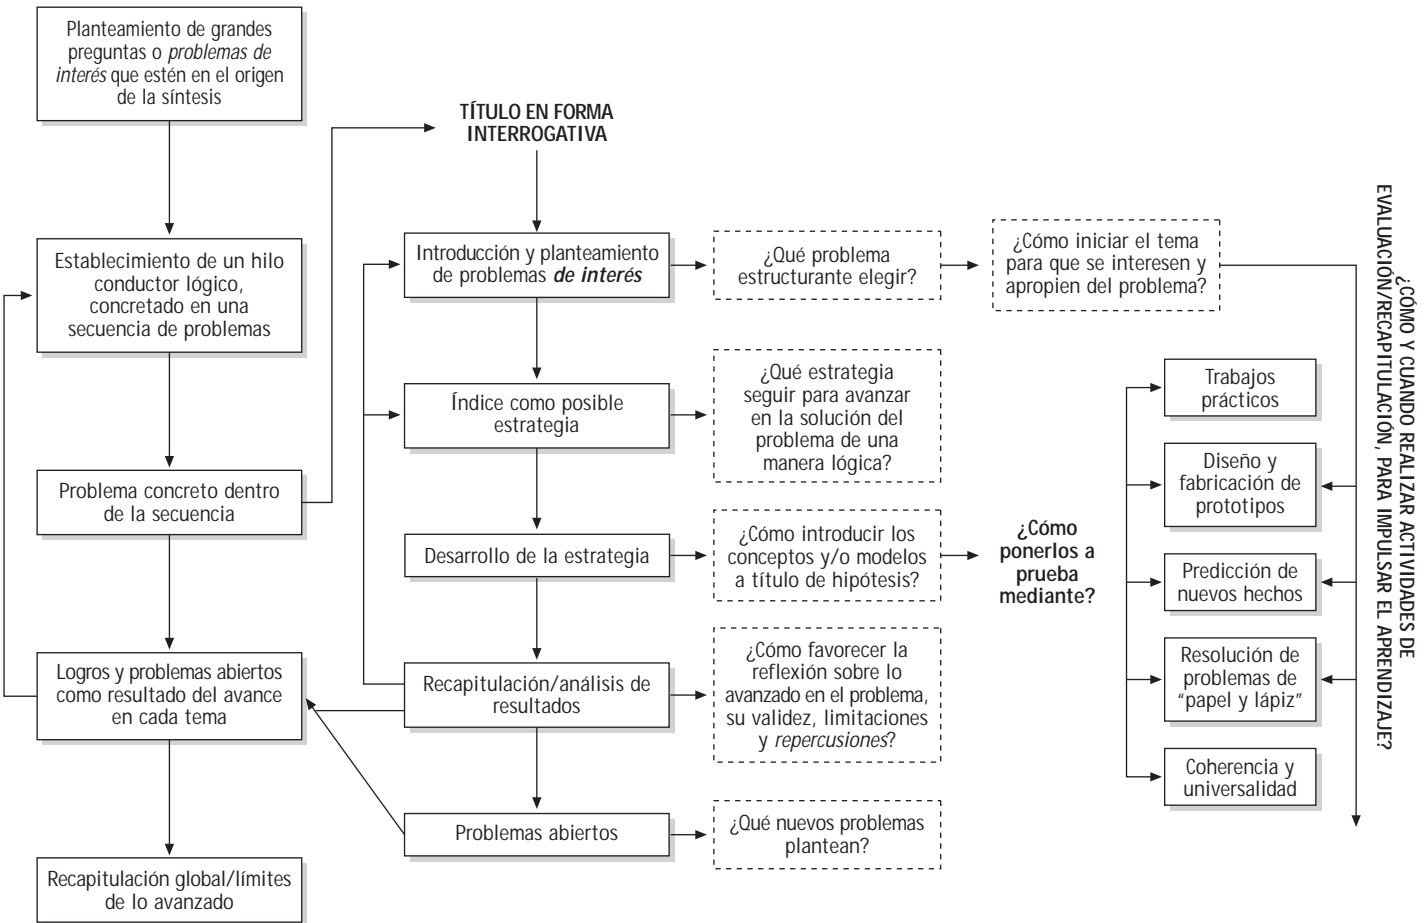 Planteamiento de grandes
preguntas o problemas de
interés que estén en el origen
de la síntesis
Establecimiento de un hilo
conductor lógico,
concretado en una
secuencia de problemas
Problema concreto dentro
de la secuencia
Logros y problemas abiertos
como resultado del avance
en cada tema
Recapitulación global/límites
de lo avanzado
TÍTULO EN FORMA
INTERROGATIVA
Introducción y planteamiento
de problemas de interés
Índice como posible
estrategia
Desarrollo de la estrategia
Recapitulación/análisis de
resultados
Problemas abiertos
¿Qué problema
estructurante elegir?
¿Qué estrategia
seguir para avanzar
en la solución del
problema de una
manera lógica?
¿Cómo introducir los
conceptos y/o modelos
a título de hipótesis?
¿Cómo favorecer la
reflexión sobre lo
avanzado en el problema,
su validez, limitaciones
y repercusiones?
¿Qué nuevos problemas
plantean?
¿Cómo iniciar el tema
para que se interesen y
apropien del problema?
¿Cómo
ponerlos a
prueba
mediante?
Trabajos
prácticos
Diseño y
fabricación de
prototipos
Predicción de
nuevos hechos
Resolución de
problemas de
“papel y lápiz”
Coherencia y
universalidad
¿CÓMO Y CUANDO REALIZAR ACTIVIDADES DE
EVALUACIÓN/RECAPITULACIÓN, PARA IMPULSAR EL APRENDIZAJE?